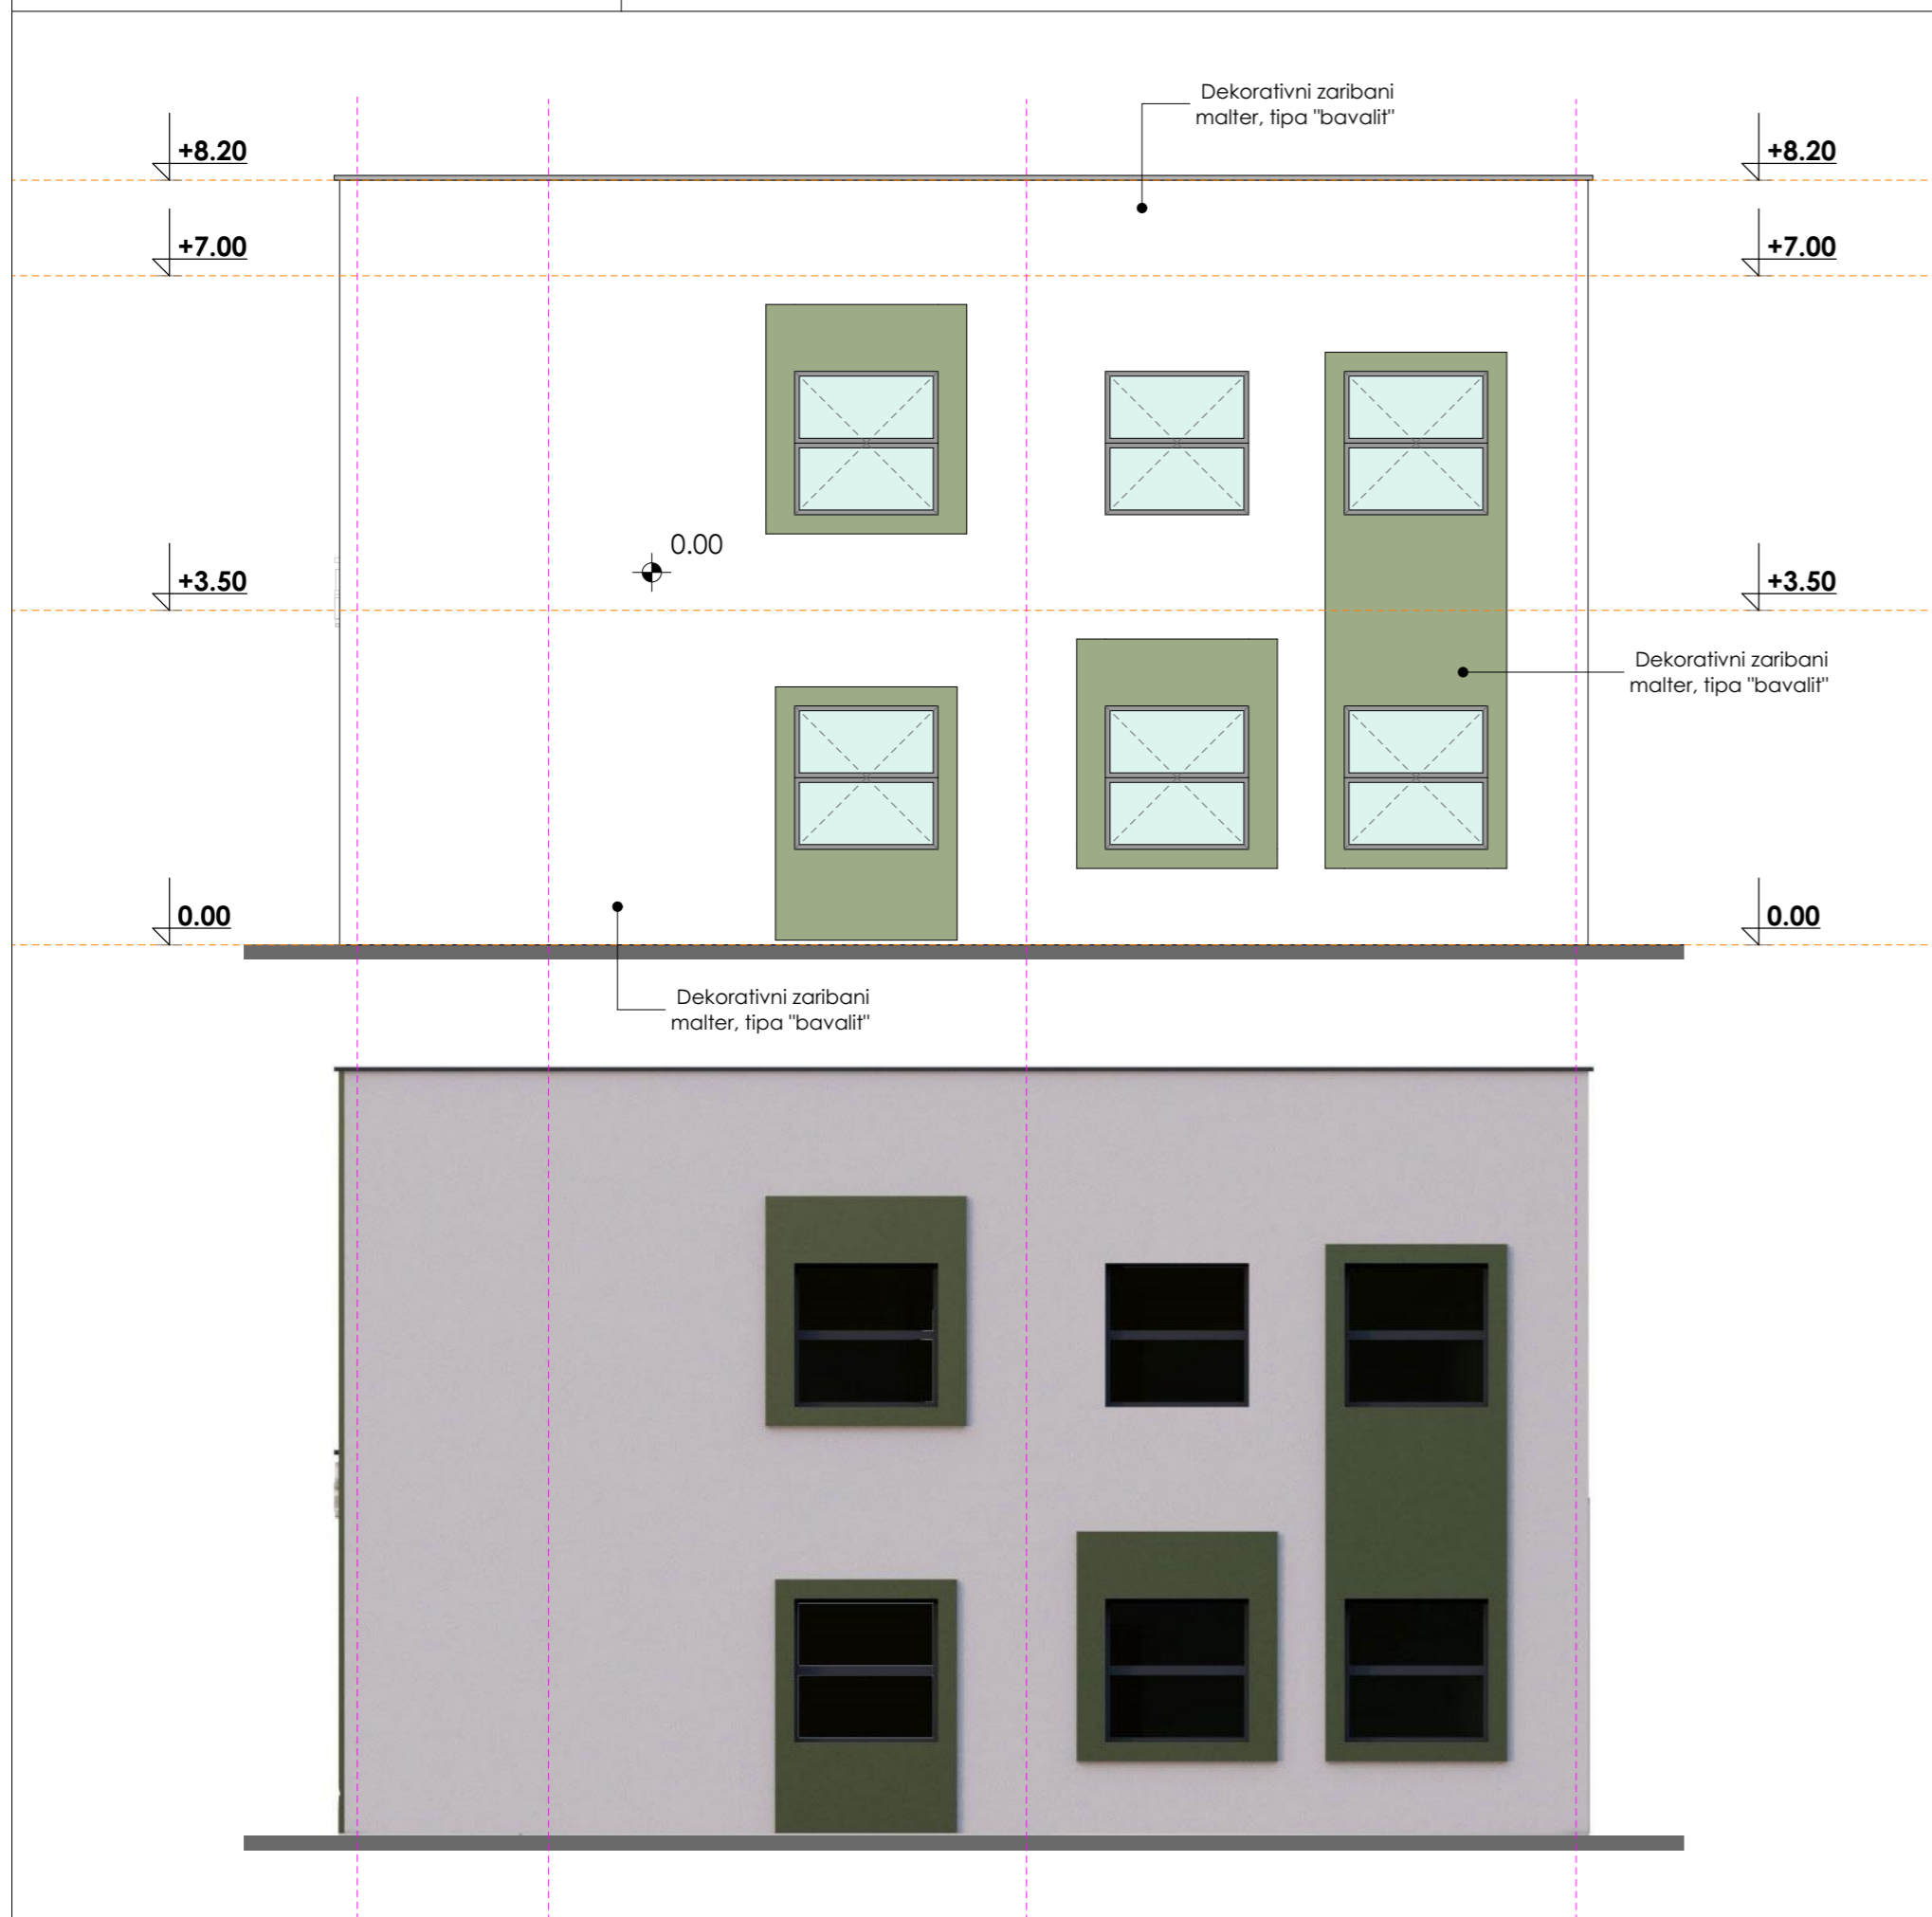 Dekorativni zaribani
malter, tipa "bavalit"
+8.20
+8.20
+7.00
+7.00
0.00
+3.50
+3.50
Dekorativni zaribani
malter, tipa "bavalit"
0.00
0.00
Dekorativni zaribani
malter, tipa "bavalit"